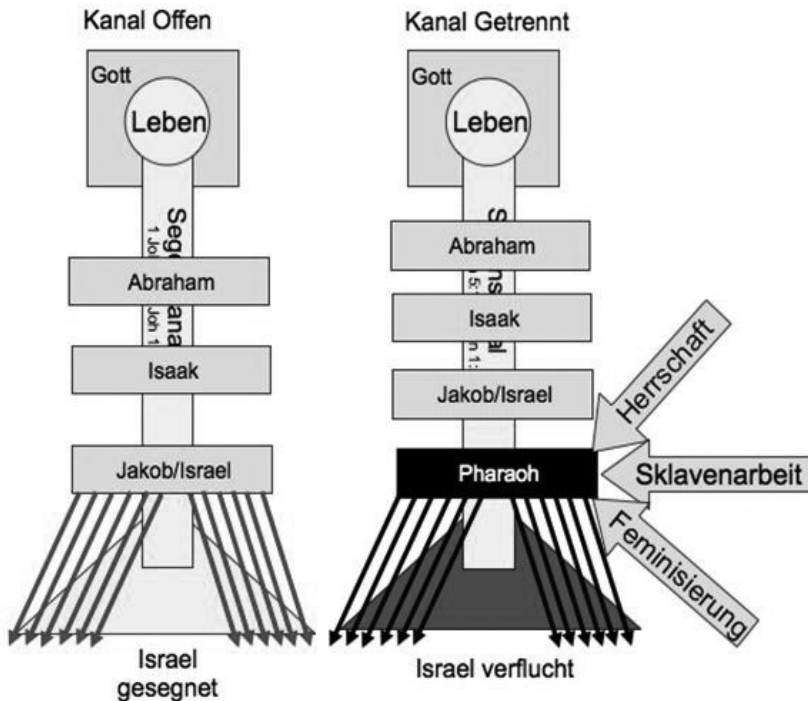 Kanal Offen
Gott
Leben
Abraham
Isaak
Jakob/Israel
Israel
gesegnet
Kanal Getrennt
Gott
Leben
Abraham
Isaak
Jakob/Israel
Pharaoh
Herrschaft
Sklavenarbeit
Feminisierung
Israel verflucht